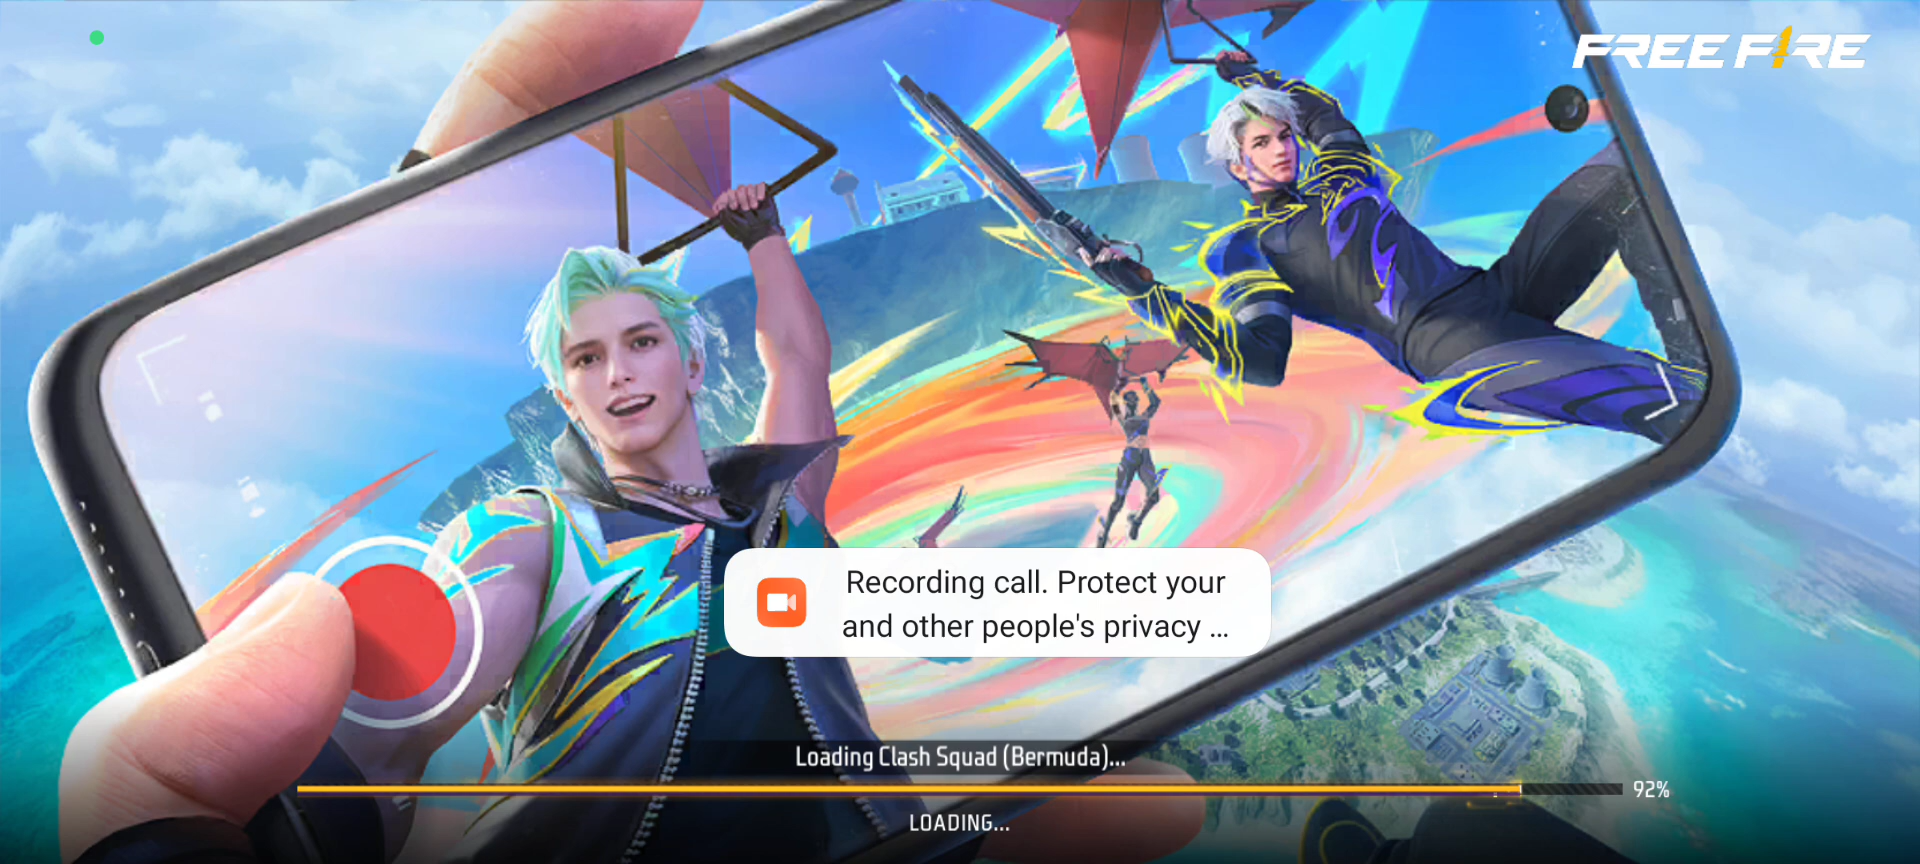 FREE FIRE
Recording call. Protect your
and other people's privacy ...
Loading Clash Squad (Bermuda)...
92%
LOADING...